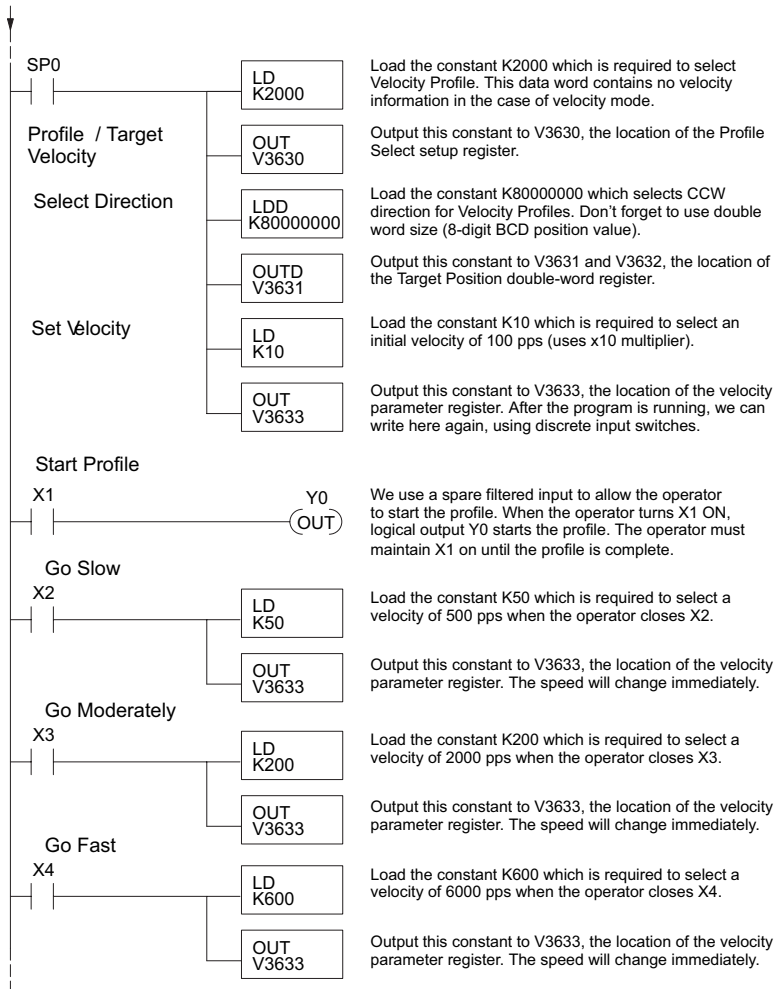 SP0
LD
K2000
Load the constant K2000 which is required to select
Velocity Profile. This data word contains no velocity
information in the case of velocity mode.
Profile / Target
Velocity
OUT
V3630
Output this constant to V3630, the location of the Profile
Select setup register.
Select Direction
LDD
K80000000
Load the constant K80000000 which selects CCW
direction for Velocity Profiles. Don't forget to use double
word size (8-digit BCD position value).
OUTD
V3631
Output this constant to V3631 and V3632, the location of
the Target Position double-word register.
Set Velocity
LD
K10
Load the constant K10 which is required to select an
initial velocity of 100 pps (uses x10 multiplier).
OUT
V3633
Output this constant to V3633, the location of the velocity
parameter register. After the program is running, we can
write here again, using discrete input switches.
Start Profile
X1
Y0
OUT
We use a spare filtered input to allow the operator
to start the profile. When the operator turns X1 ON,
logical output Y0 starts the profile. The operator must
maintain X1 on until the profile is complete.
Go Slow
X2
LD
K50
Load the constant K50 which is required to select a
velocity of 500 pps when the operator closes X2.
OUT
V3633
Output this constant to V3633, the location of the velocity
parameter register. The speed will change immediately.
Go Moderately
X3
LD
K200
Load the constant K200 which is required to select a
velocity of 2000 pps when the operator closes X3.
OUT
V3633
Output this constant to V3633, the location of the velocity
parameter register. The speed will change immediately.
Go Fast
X4
LD
K600
Load the constant K600 which is required to select a
velocity of 6000 pps when the operator closes X4.
OUT
V3633
Output this constant to V3633, the location of the velocity
parameter register. The speed will change immediately.